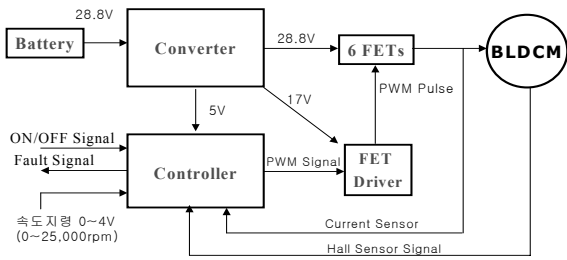 28.8V
Battery
Converter
28.8V
6 FETs
BLDCM
PWM Pulse
5V
17V
ON/OFF Signal
Fault Signal
Controller
PWM Signal
FET
Driver
속도지령 0~4V
(0~25,000rpm)
Current Sensor
Hall Sensor Signal